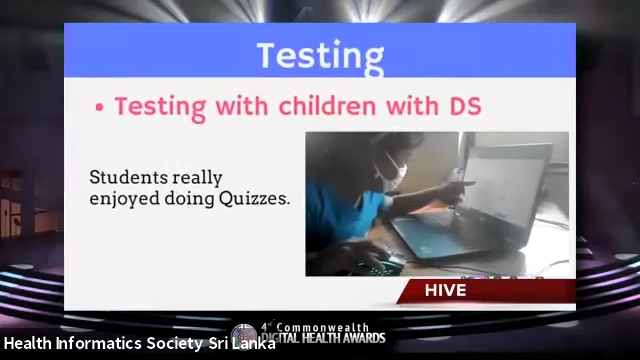 Testing
• Testing with children with DS
Students really
enjoyed doing Quizzes.
HIVE
4th Commonwealth
DIGITAL HEALTH AWARDS
Health Informatics Society Sri Lanka